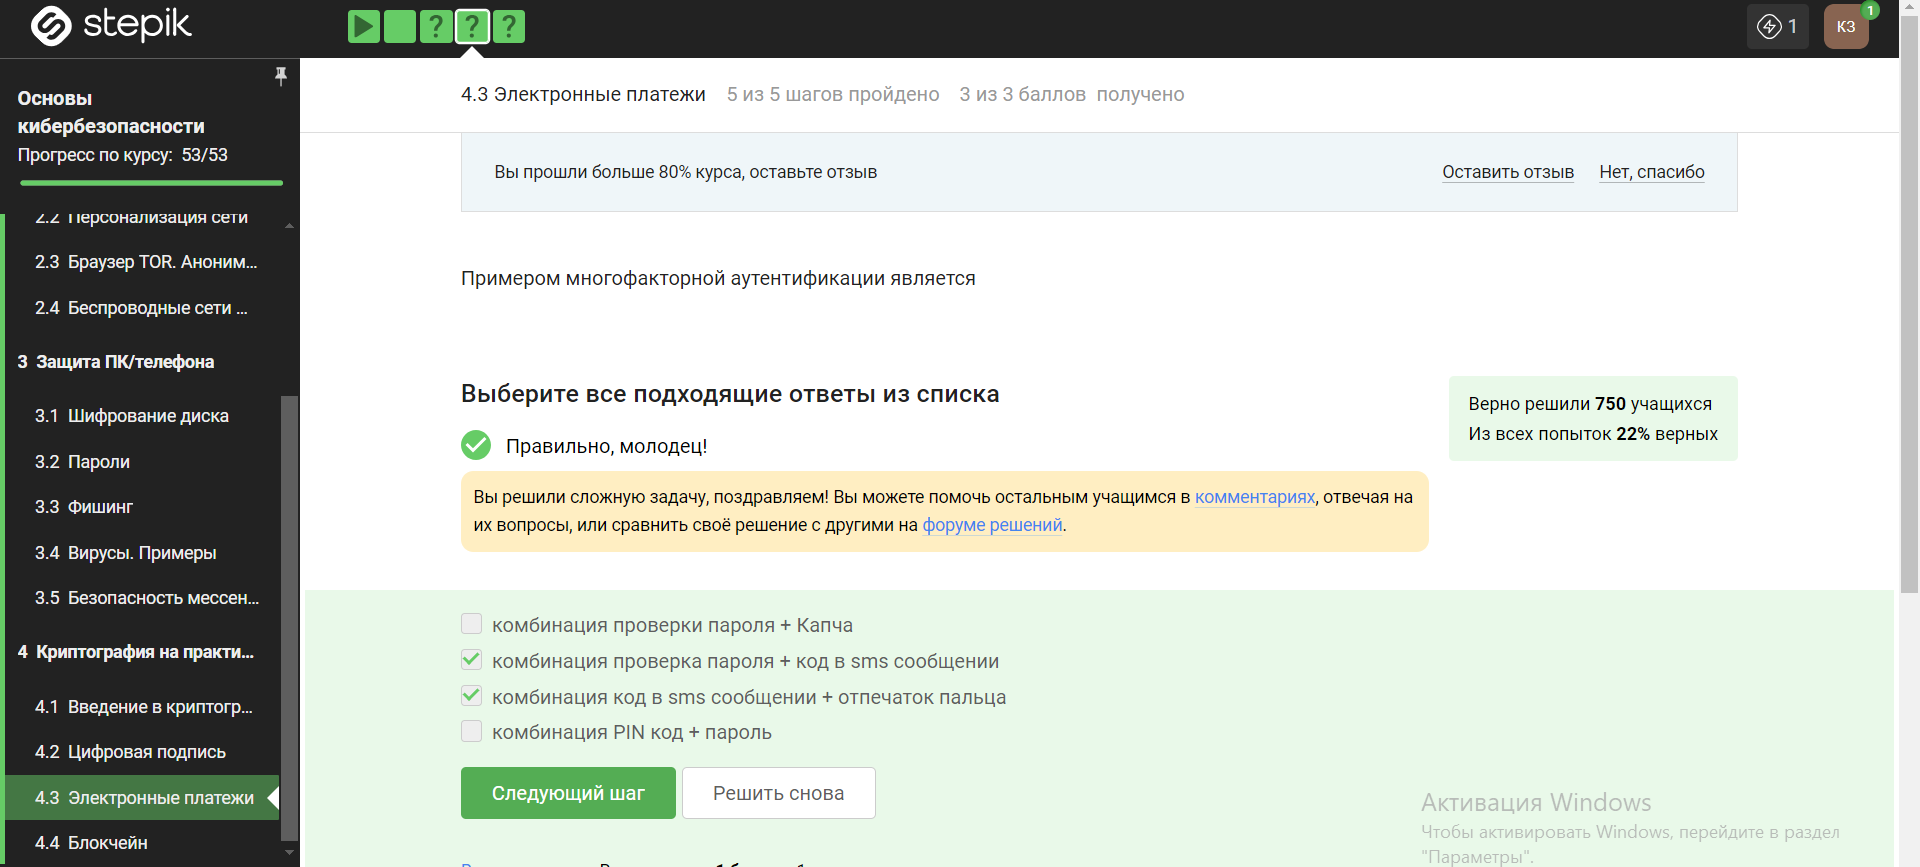 stepik
? ? ?
1
КЗ
1
Основы
кибербезопасности
Прогресс по курсу: 53/53
2.2 Персонализация сети
2.3 Браузер TOR. Аноним...
2.4 Беспроводные сети ...
3 Защита ПК/телефона
3.1 Шифрование диска
3.2 Пароли
3.3 Фишинг
3.4 Вирусы. Примеры
3.5 Безопасность мессен...
4 Криптография на практи...
4.1 Введение в криптогр...
4.2 Цифровая подпись
4.3 Электронные платежи
4.4 Блокчейн
4.3 Электронные платежи 5 из 5 шагов пройдено 3 из 3 баллов получено
Вы прошли больше 80% курса, оставьте отзыв Оставить отзыв Нет, спасибо
Примером многофакторной аутентификации является
Выберите все подходящие ответы из списка
Правильно, молодец!
Верно решили 750 учащихся
Из всех попыток 22% верных
Вы решили сложную задачу, поздравляем! Вы можете помочь остальным учащимся в комментариях, отвечая на
их вопросы, или сравнить своё решение с другими на форуме решений.
комбинация проверки пароля + Капча
комбинация проверка пароля + код в sms сообщении
комбинация код в sms сообщении + отпечаток пальца
комбинация PIN код + пароль
Следующий шаг Решить снова
Активация Windows
Чтобы активировать Windows, перейдите в раздел
"Параметры".